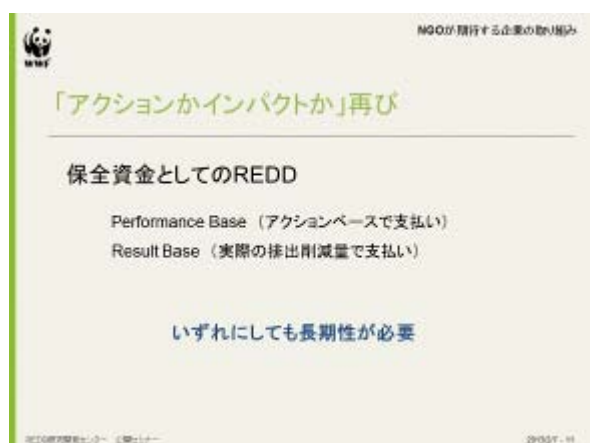 NGOが期待する企業の取り組み
WWF
「アクションかインパクトか」再び
保全資金としてのREDD
Performance Base （アクションベースで支払い）
Result Base （実際の排出削減量で支払い）
いずれにしても長期性が必要